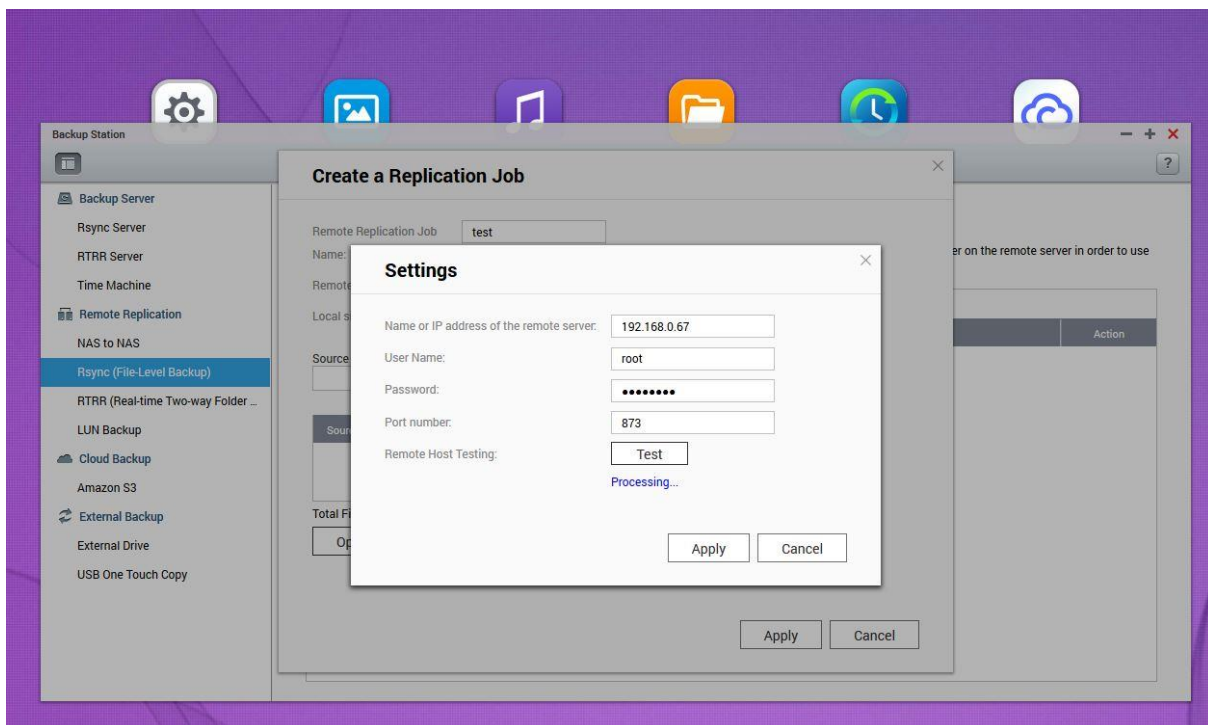 Backup Station
Create a Replication Job
Backup Server
Rsync Server
RTRR Server
Time Machine
Remote Replication
NAS to NAS
Rsync (File-Level Backup)
RTRR (Real-time Two-way Folder ...
LUN Backup
Cloud Backup
Amazon S3
External Backup
External Drive
USB One Touch Copy
Remote Replication Job
test
Name:
er on the remote server in order to use
Remote
Local s
Source
Action
Sour
Total Fi
Op
Apply
Cancel
Settings
Name or IP address of the remote server:
192.168.0.67
User Name:
root
Password:
••••••••
Port number:
873
Remote Host Testing:
Test
Processing...
Apply
Cancel
?